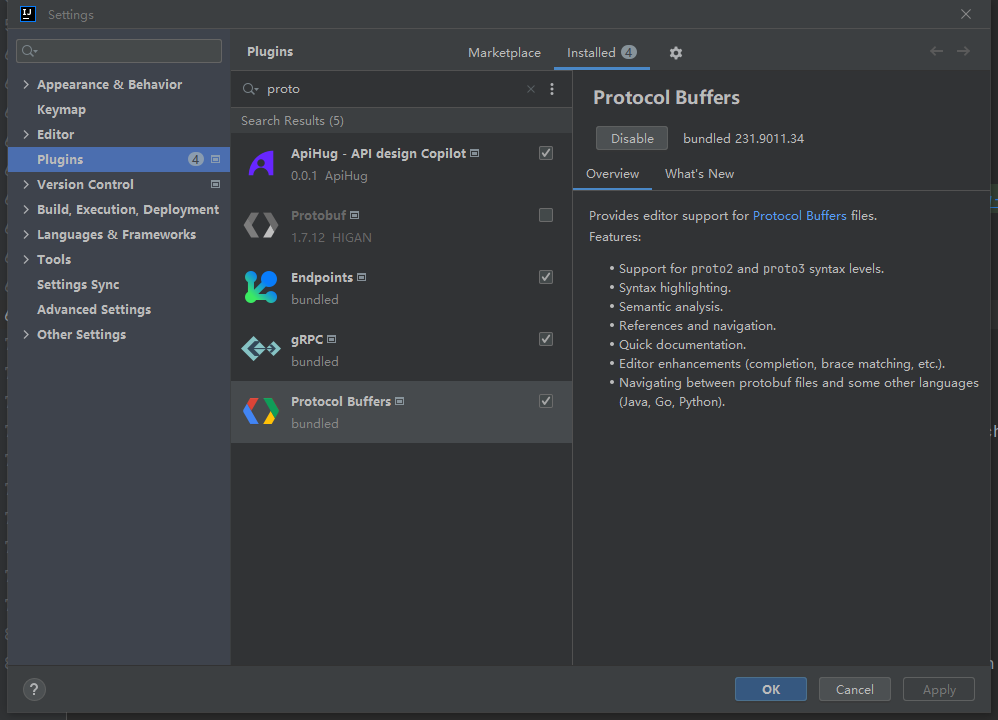 Settings
Appearance & Behavior
Keymap
Editor
Plugins 4
Version Control
Build, Execution, Deployment
Languages & Frameworks
Tools
Settings Sync
Advanced Settings
Other Settings
Plugins
Marketplace
Installed 4
proto
Search Results (5)
ApiHug - API design Copilot
0.0.1 ApiHug
Protobuf
1.7.12 HIGAN
Endpoints
bundled
gRPC
bundled
Protocol Buffers
bundled
Protocol Buffers
Disable bundled 231.9011.34
Overview What's New
Provides editor support for Protocol Buffers files.
Features:
• Support for proto2 and proto3 syntax levels.
• Syntax highlighting.
• Semantic analysis.
• References and navigation.
• Quick documentation.
• Editor enhancements (completion, brace matching, etc.).
• Navigating between protobuf files and some other languages
(Java, Go, Python).
?
OK
Cancel
Apply